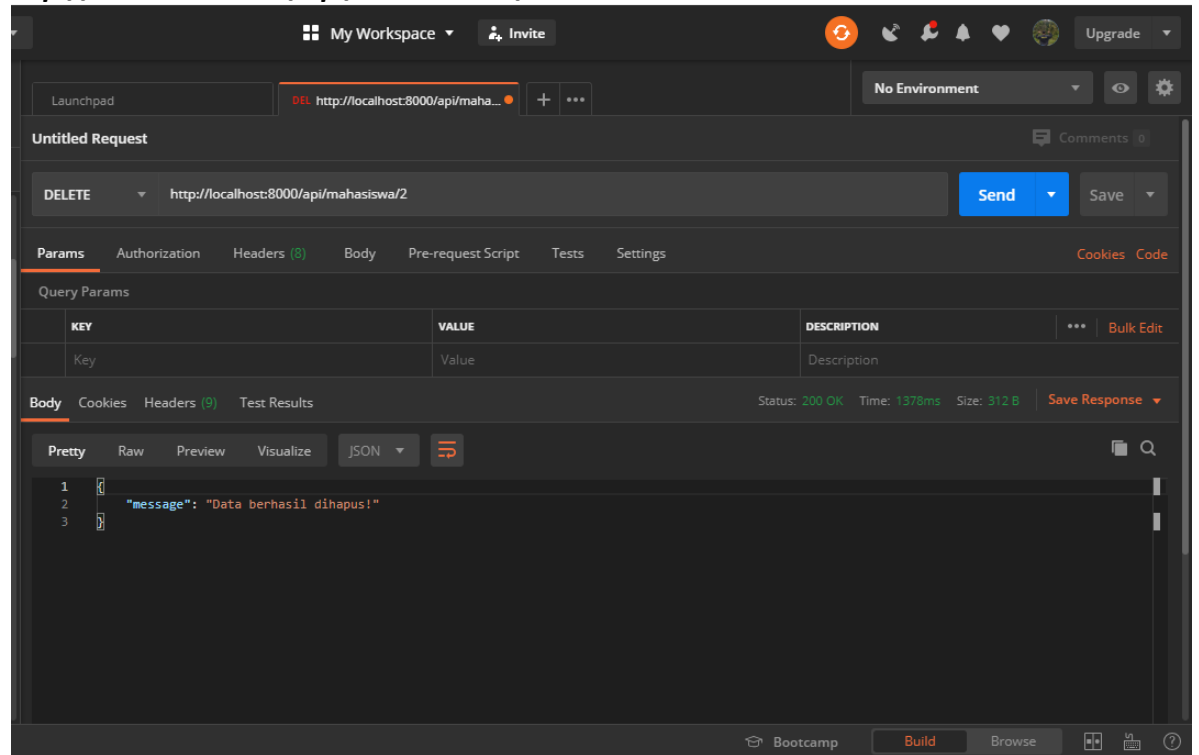 My Workspace Invite Upgrade
Launchpad DEL http://localhost:8000/api/maha... No Environment
Untitled Request Comments 0
DELETE http://localhost:8000/api/mahasiswa/2 Send Save
Params Authorization Headers (8) Body Pre-request Script Tests Settings Cookies Code
Query Params
KEY VALUE DESCRIPTION ••• Bulk Edit
Key Value Description
Body Cookies Headers (9) Test Results Status: 200 OK Time: 1378ms Size: 312 B Save Response
Pretty Raw Preview Visualize JSON
1 {
2 "message": "Data berhasil dihapus!"
3 }
Bootcamp Build Browse